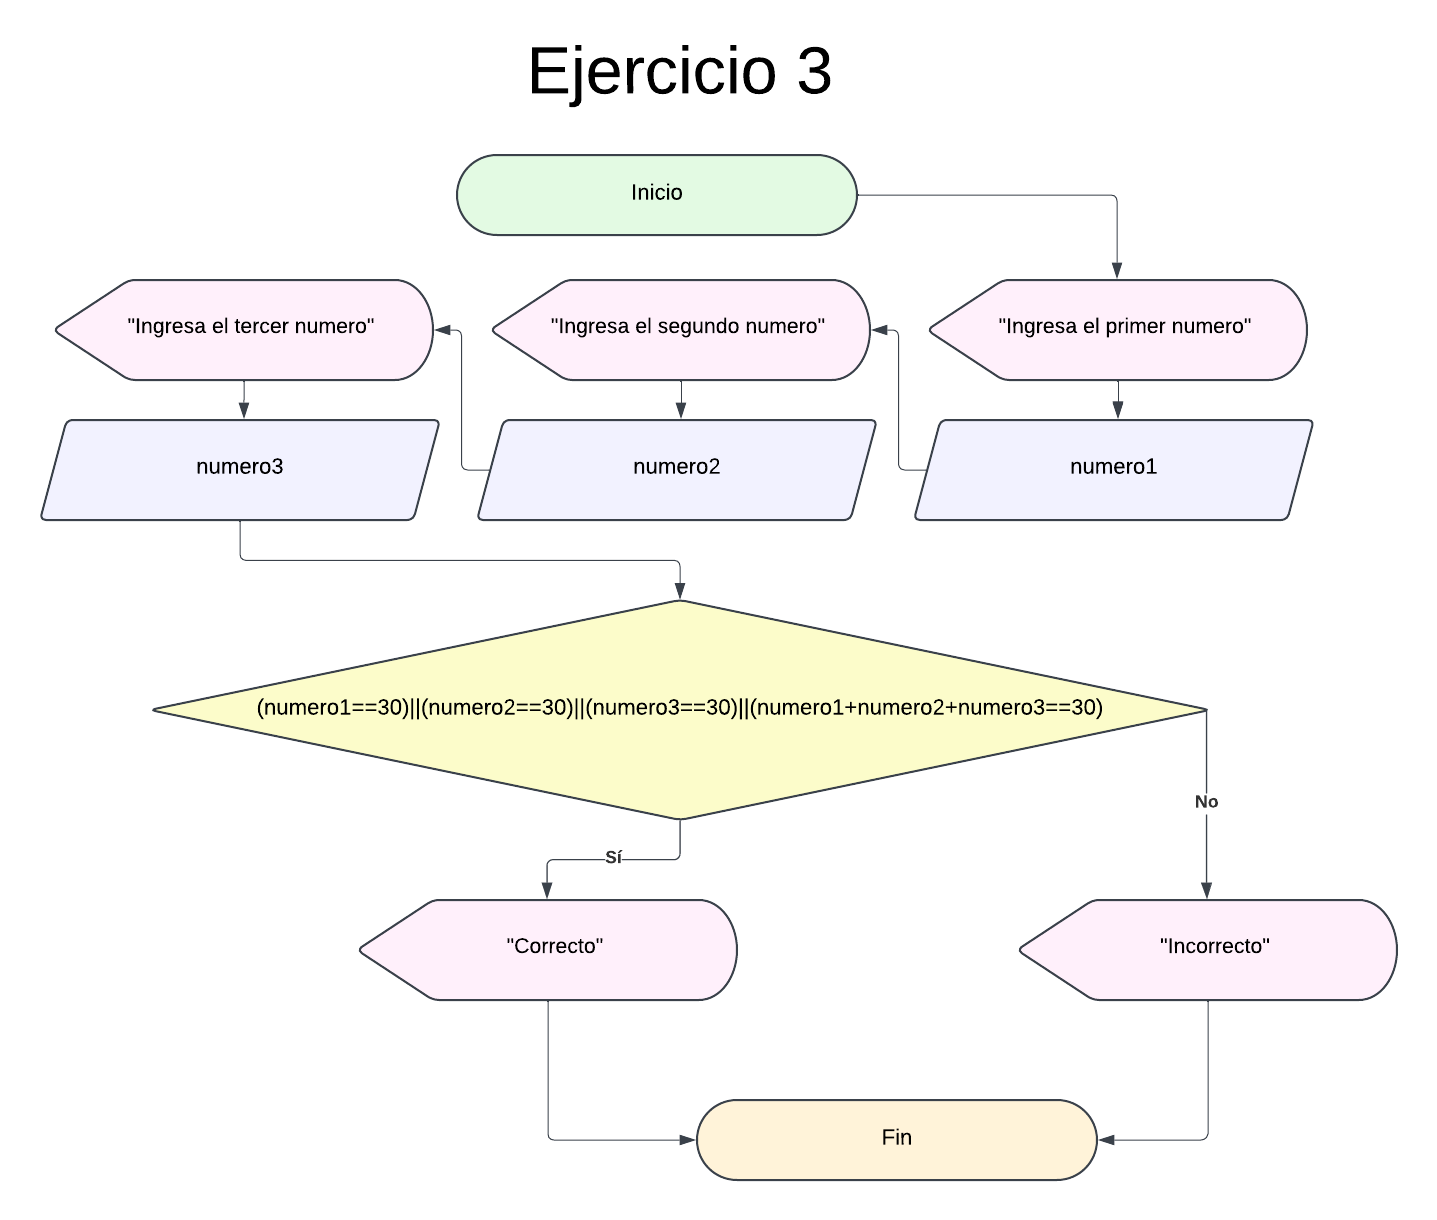 Ejercicio 3
Inicio
"Ingresa el tercer numero"
"Ingresa el segundo numero"
"Ingresa el primer numero"
numero3
numero2
numero1
(numero1==30)||(numero2==30)||(numero3==30)||(numero1+numero2+numero3==30)
No
Sí
"Correcto"
"Incorrecto"
Fin